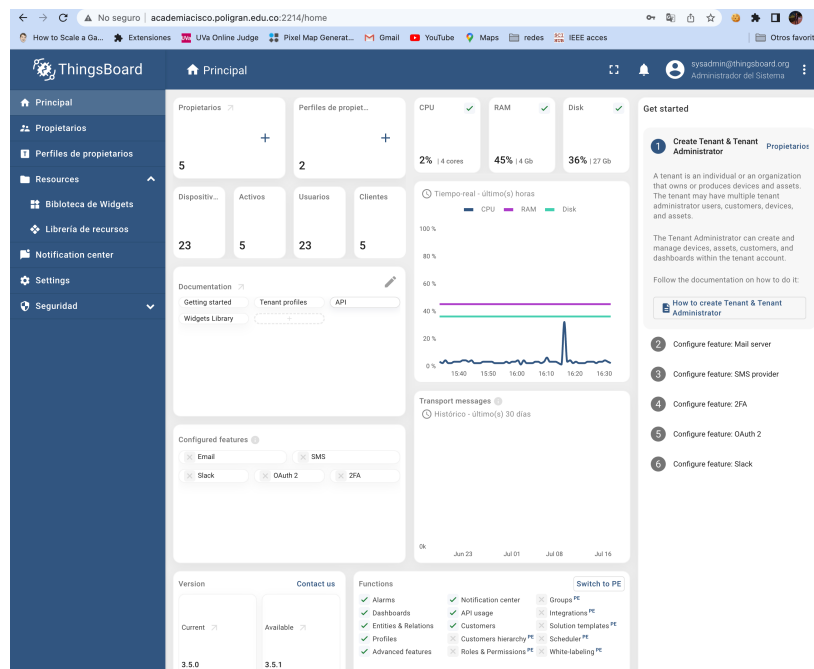 No seguro | academiacisco.poligran.edu.co:2214/home
How to Scale a Ga... Extensiones UVa Online Judge Pixel Map Generat... Gmail YouTube Maps redes IEEE acces Otros favorit
ThingsBoard
Principal
sysadmin@thingsboard.org
Administrador del Sistema
Principal
Propietarios
Perfiles de propietarios
Resources
Bibloteca de Widgets
Librería de recursos
Notification center
Settings
Seguridad
Propietarios
+
5
Perfiles de propiet...
+
2
CPU
2% | 4 cores
RAM
45% | 4 Gb
Disk
36% | 27 Gb
Dispositiv...
23
Activos
5
Usuarios
23
Clientes
5
Tiempo-real - último(s) horas
CPU RAM Disk
100 %
80 %
60 %
40 %
20 %
0 %
15:40 15:50 16:00 16:10 16:20 16:30
Documentation
Getting started Tenant profiles API
Widgets Library +
Transport messages
Histórico - último(s) 30 días
0k
Jun 23 Jul 01 Jul 08 Jul 16
Configured features
Email SMS
Slack OAuth 2 2FA
Version Contact us
Current
3.5.0
Available
3.5.1
Functions Switch to PE
Alarms Notification center Groups PE
Dashboards API usage Integrations PE
Entities & Relations Customers Solution templates PE
Profiles Customers hierarchy PE Scheduler PE
Advanced features Roles & Permissions PE White-labeling PE
Get started
1 Create Tenant & Tenant
Administrator
Propietarios
A tenant is an individual or an organization
that owns or produces devices and assets.
The tenant may have multiple tenant
administrator users, customers, devices,
and assets.
The Tenant Administrator can create and
manage devices, assets, customers, and
dashboards within the tenant account.
Follow the documentation on how to do it:
How to create Tenant & Tenant
Administrator
2 Configure feature: Mail server
3 Configure feature: SMS provider
4 Configure feature: 2FA
5 Configure feature: OAuth 2
6 Configure feature: Slack